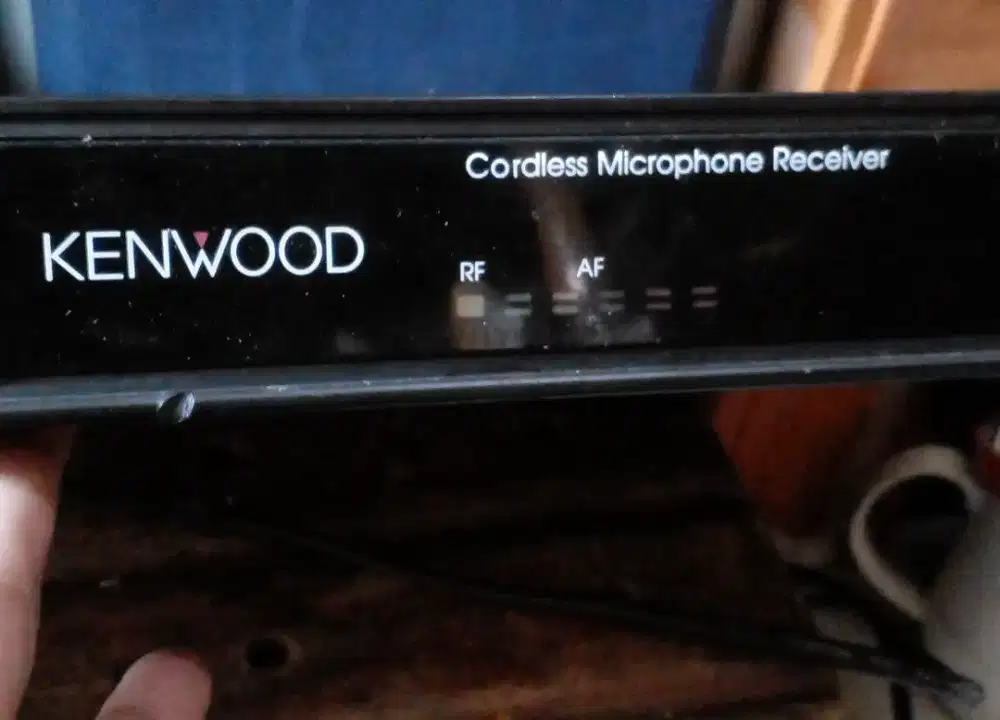 Cordless Microphone Receiver
KENWOOD
RF AF